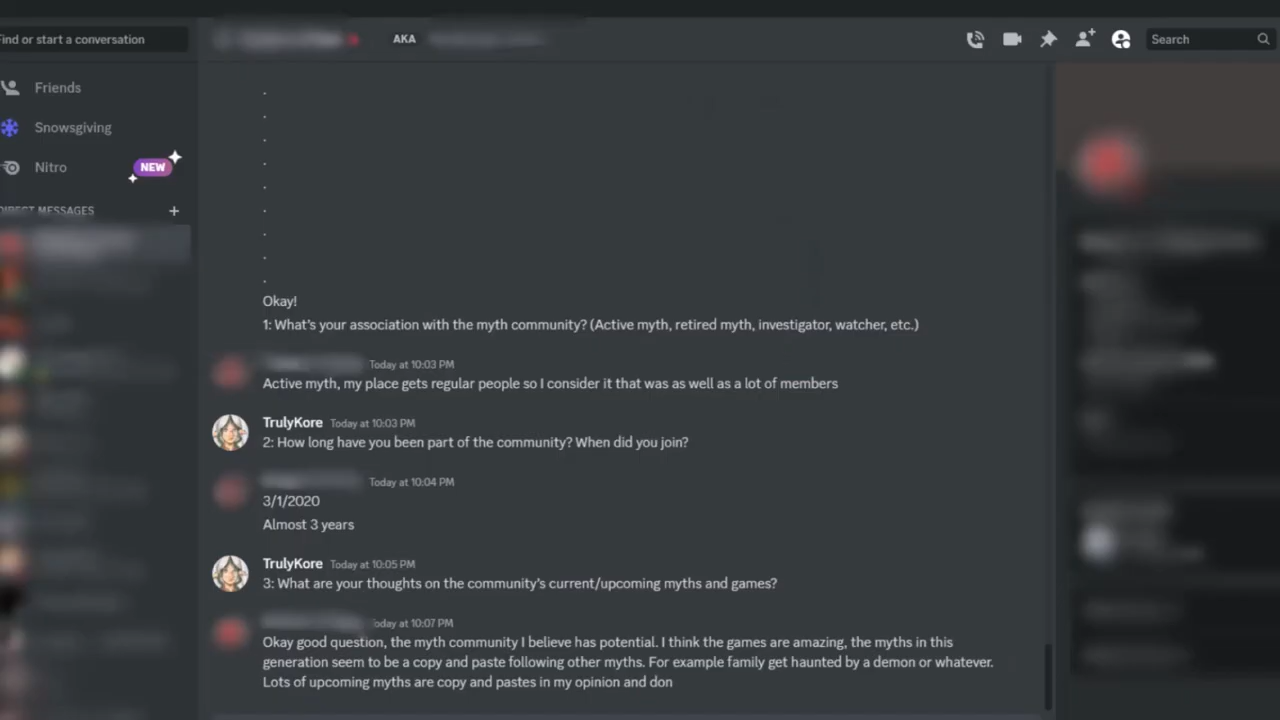 Find or start a conversation
AKA
Search
Friends
Snowsgiving
Nitro
NEW
DIRECT MESSAGES
.
.
.
.
.
.
.
.
.
Okay!
1: What's your association with the myth community? (Active myth, retired myth, investigator, watcher, etc.)
Today at 10:03 PM
Active myth, my place gets regular people so I consider it that was as well as a lot of members
TrulyKore Today at 10:03 PM
2: How long have you been part of the community? When did you join?
Today at 10:04 PM
3/1/2020
Almost 3 years
TrulyKore Today at 10:05 PM
3: What are your thoughts on the community's current/upcoming myths and games?
Today at 10:07 PM
Okay good question, the myth community I believe has potential. I think the games are amazing, the myths in this
generation seem to be a copy and paste following other myths. For example family get haunted by a demon or whatever.
Lots of upcoming myths are copy and pastes in my opinion and don